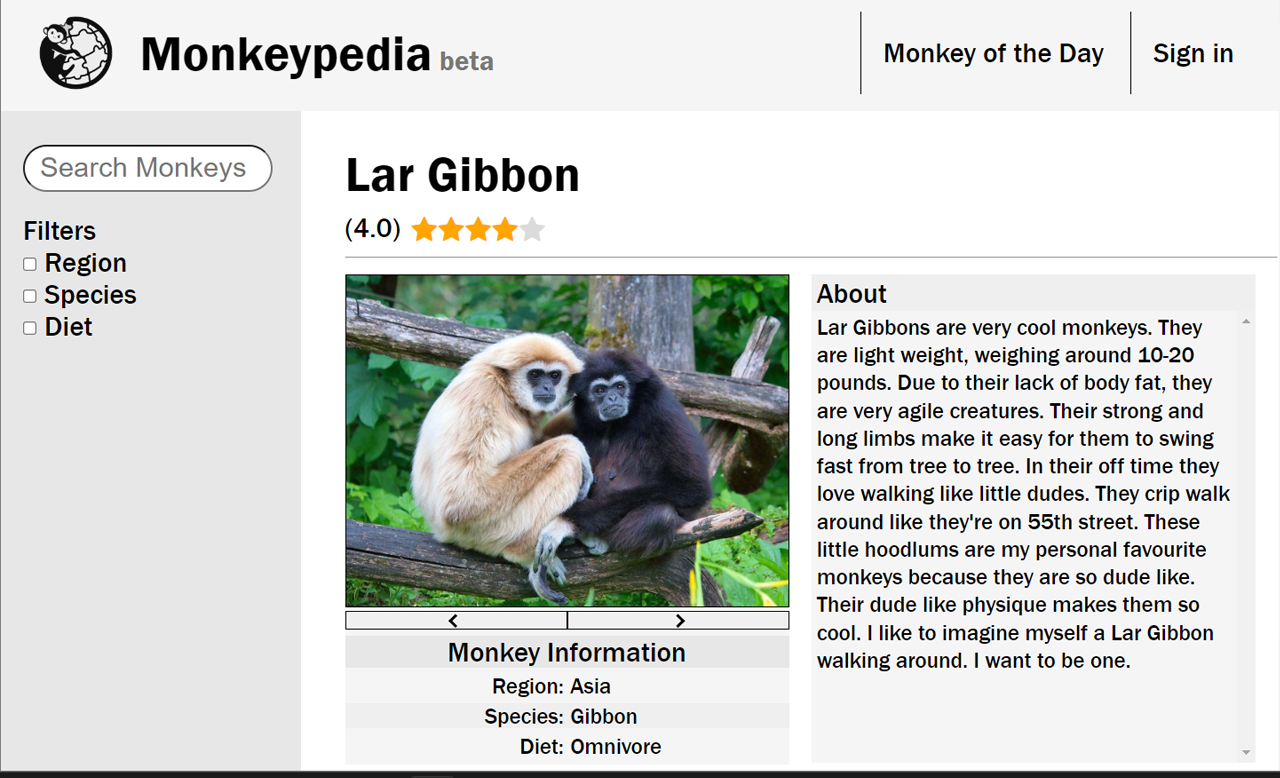 Monkeypedia beta
Monkey of the Day
Sign in
Search Monkeys
Filters
Region
Species
Diet
Lar Gibbon
(4.0)
About
Lar Gibbons are very cool monkeys. They
are light weight, weighing around 10-20
pounds. Due to their lack of body fat, they
are very agile creatures. Their strong and
long limbs make it easy for them to swing
fast from tree to tree. In their off time they
love walking like little dudes. They crip walk
around like they're on 55th street. These
little hoodlums are my personal favourite
monkeys because they are so dude like.
Their dude like physique makes them so
cool. I like to imagine myself a Lar Gibbon
walking around. I want to be one.
Monkey Information
Region: Asia
Species: Gibbon
Diet: Omnivore